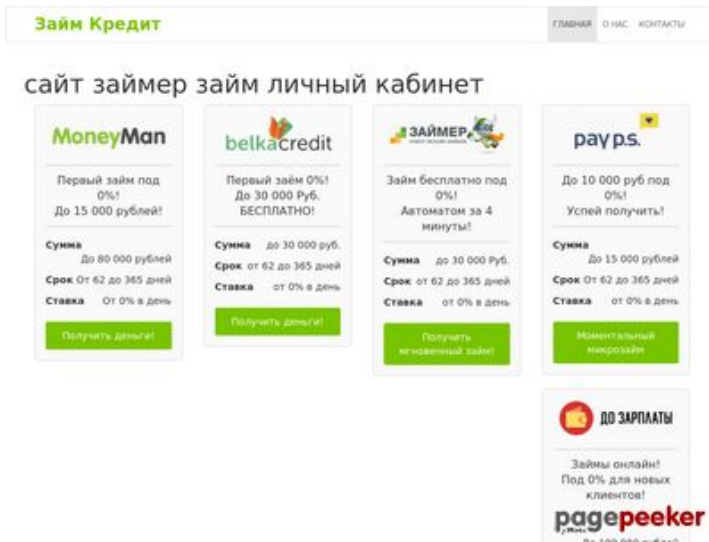 Займ Кредит
ГЛАВНАЯ О НАС КОНТАКТЫ
сайт займер займ личный кабинет
MoneyMan
Первый займ под
0%!
До 15 000 рублей!
Сумма
До 80 000 рублей
Срок От 62 до 365 дней
Ставка От 0% в день
Получить деньги!
belkacredit
Первый заём 0%!
До 30 000 Руб.
БЕСПЛАТНО!
Сумма до 30 000 руб.
Срок от 62 до 365 дней
Ставка от 0% в день
Получить деньги!
ЗАЙМЕР
Займ бесплатно под
0%!
Автоматом за 4
минуты!
Сумма до 30 000 Руб.
Срок от 62 до 365 дней
Ставка от 0% в день
Получить
мгновенный займ!
pay p.s.
До 10 000 руб под
0%!
Успей получить!
Сумма
До 15 000 рублей
Срок От 62 до 365 дней
Ставка От 0% в день
Моментальный
микрозайм
ДО ЗАРПЛАТЫ
Займы онлайн!
Под 0% для новых
клиентов!
pagepeeker
До 100 000 рублей